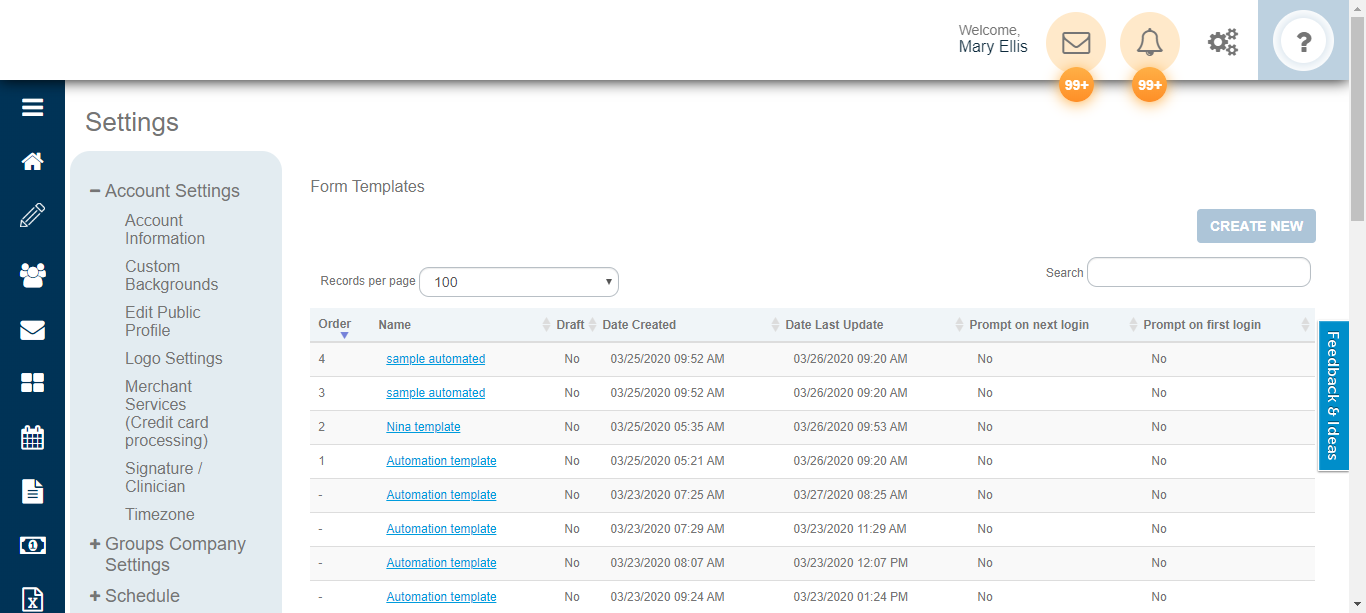 Welcome,
Mary Ellis
99+
99+
?
Settings
Account Settings
Account
Information
Custom
Backgrounds
Edit Public
Profile
Logo Settings
Merchant
Services
(Credit card
processing)
Signature /
Clinician
Timezone
Groups Company
Settings
Schedule
Form Templates
CREATE NEW
Records per page 100
Search
Order Name Draft Date Created Date Last Update Prompt on next login Prompt on first login
4 sample automated No 03/25/2020 09:52 AM 03/26/2020 09:20 AM No No
3 sample automated No 03/25/2020 09:52 AM 03/26/2020 09:20 AM No No
2 Nina template No 03/25/2020 05:35 AM 03/26/2020 09:53 AM No No
1 Automation template No 03/25/2020 05:21 AM 03/26/2020 09:20 AM No No
- Automation template No 03/23/2020 07:25 AM 03/27/2020 08:25 AM No No
- Automation template No 03/23/2020 07:29 AM 03/23/2020 11:29 AM No No
- Automation template No 03/23/2020 08:07 AM 03/23/2020 12:07 PM No No
- Automation template No 03/23/2020 09:24 AM 03/23/2020 01:24 PM No No
Feedback & Ideas